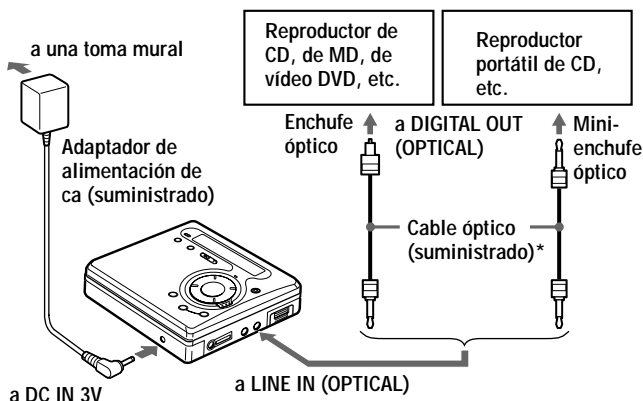 a una toma mural
Adaptador de
alimentación de
ca (suministrado)
a DC IN 3V
Reproductor de
CD, de MD, de
vídeo DVD, etc.
Reproductor
portátil de CD,
etc.
Enchufe
óptico
a DIGITAL OUT
(OPTICAL)
Mini-
enchufe
óptico
Cable óptico
(suministrado)*
a LINE IN (OPTICAL)